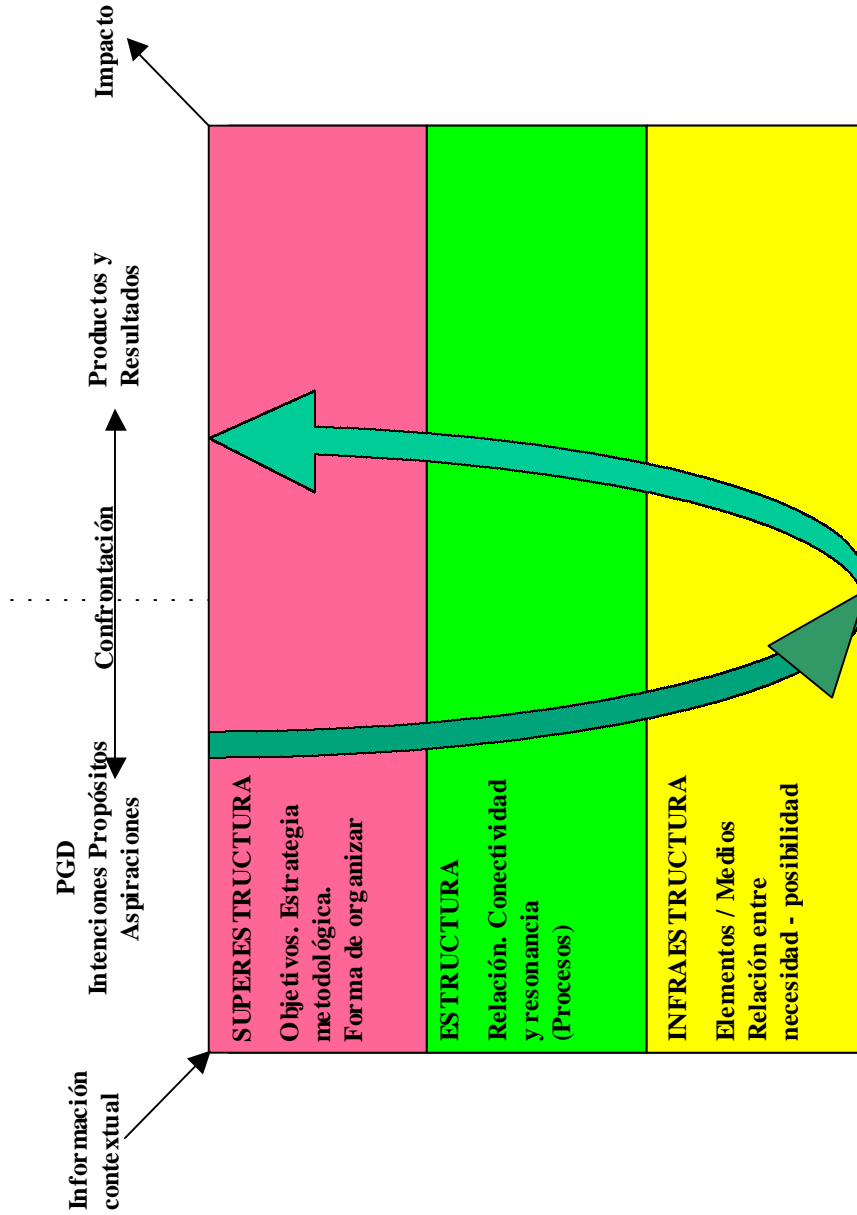 Información
contextual
PGD
Intenciones Propósitos
Aspiraciones
Confrontación
Productos y
Resultados
Impacto
SUPERESTRUCTURA
Objetivos. Estrategia
metodológica.
Forma de organizar
ESTRUCTURA
Relación. Conectividad
y resonancia
(Procesos)
INFRAESTRUCTURA
Elementos / Medios
Relación entre
necesidad - posibilidad